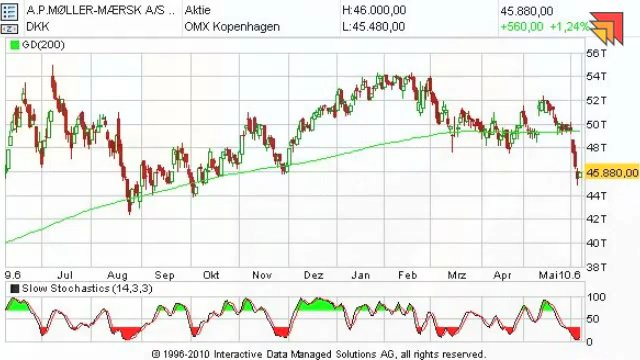 A.P.MØLLER-MÆRSK A/S .. Aktie H:46.000,00 45.880,00
DKK OMX Kopenhagen L:45.480,00 +560,00 +1,24%
GD(200)
56T
54T
52T
50T
48T
45.880,00
44T
42T
40T
38T
9.6 Jul Aug Sep Okt Nov Dez Jan Feb Mrz Apr Mai 10.6
Slow Stochastics (14,3,3)
100
50
0
© 1996-2010 Interactive Data Managed Solutions AG, all rights reserved.